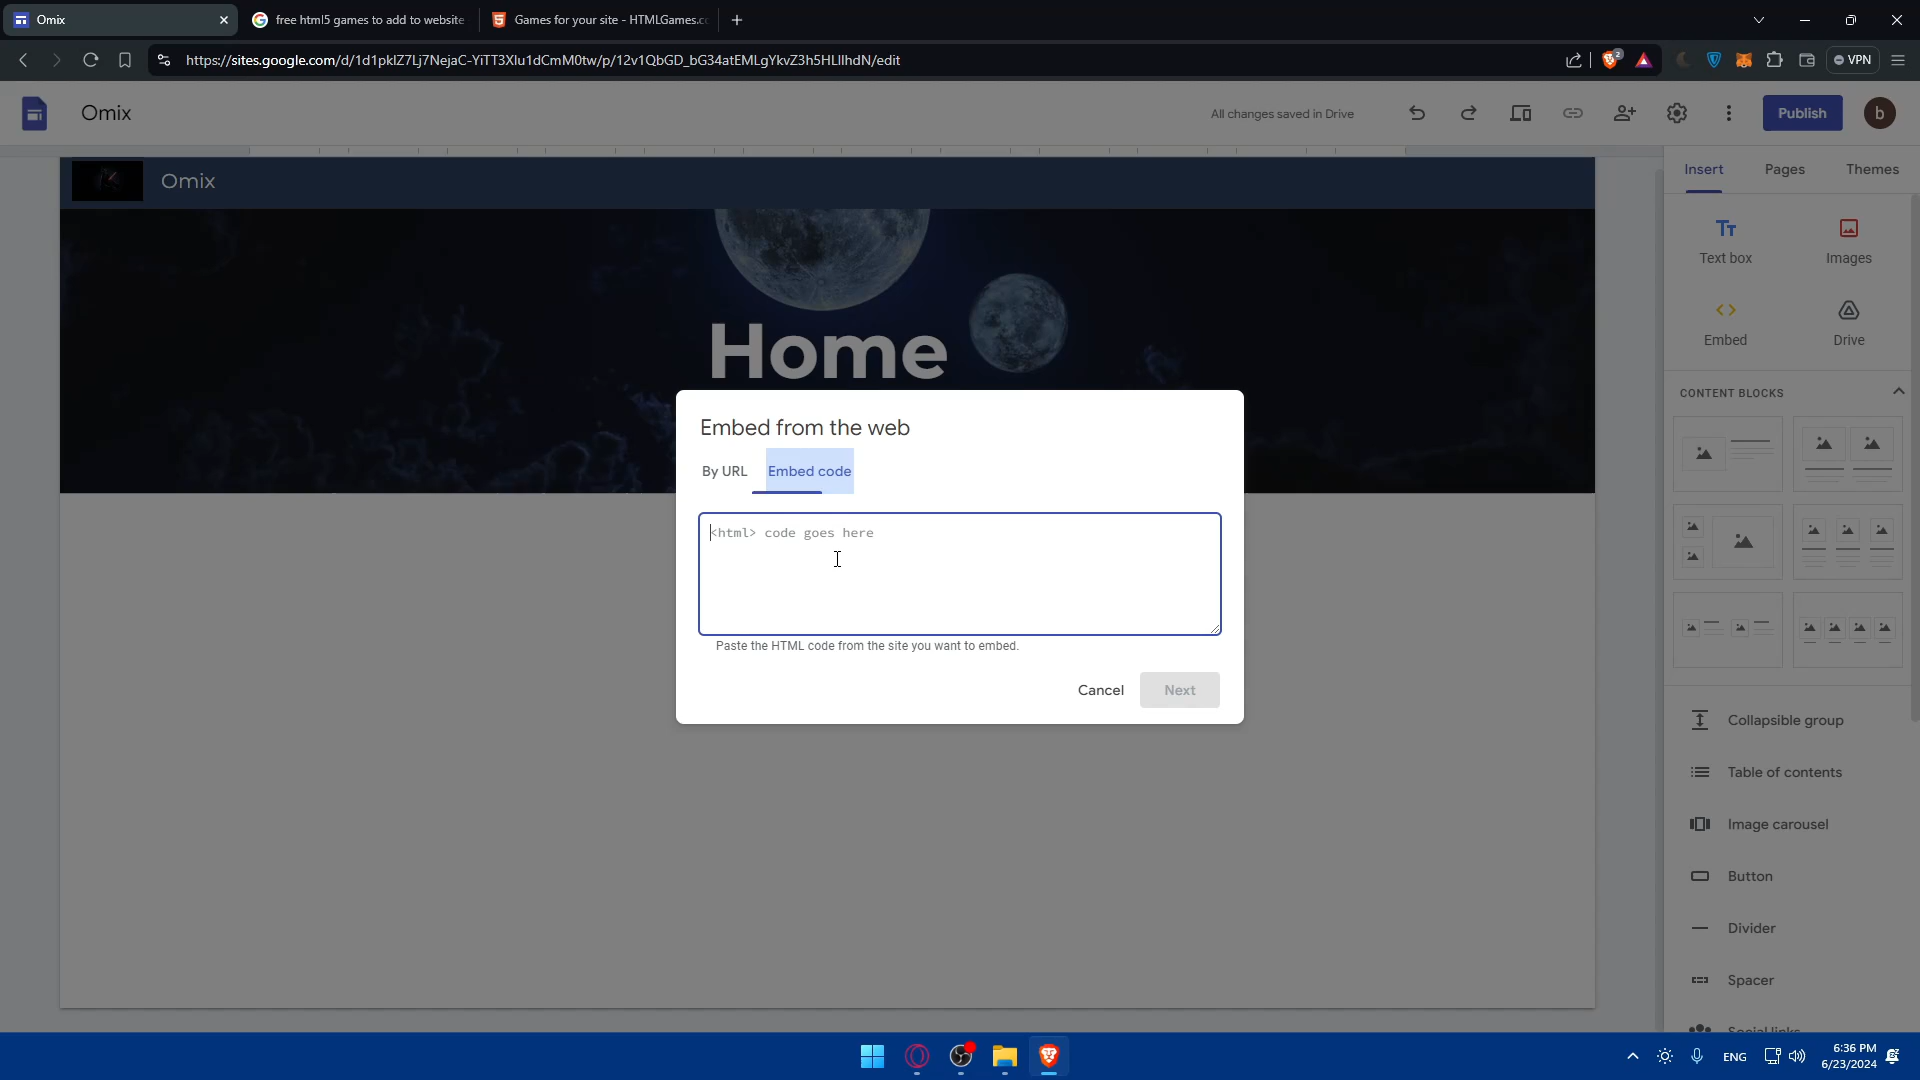 Omix
free html5 games to add to website
Games for your site - HTMLGames.co
https://sites.google.com/d/1d1pklZ7Lj7NejaC-YiTT3Xlu1dCmM0tw/p/12v1QbGD_bG34atEMLgYkvZ3h5HLlIhdN/edit
2
VPN
Omix
All changes saved in Drive
Publish
b
Omix
Insert
Pages
Themes
Text box
Images
Embed
Drive
Home
CONTENT BLOCKS
Embed from the web
By URL
Embed code
<html> code goes here
Paste the HTML code from the site you want to embed.
Cancel
Next
Collapsible group
Table of contents
Image carousel
Button
Divider
Spacer
Social links
ENG
6:36 PM
6/23/2024